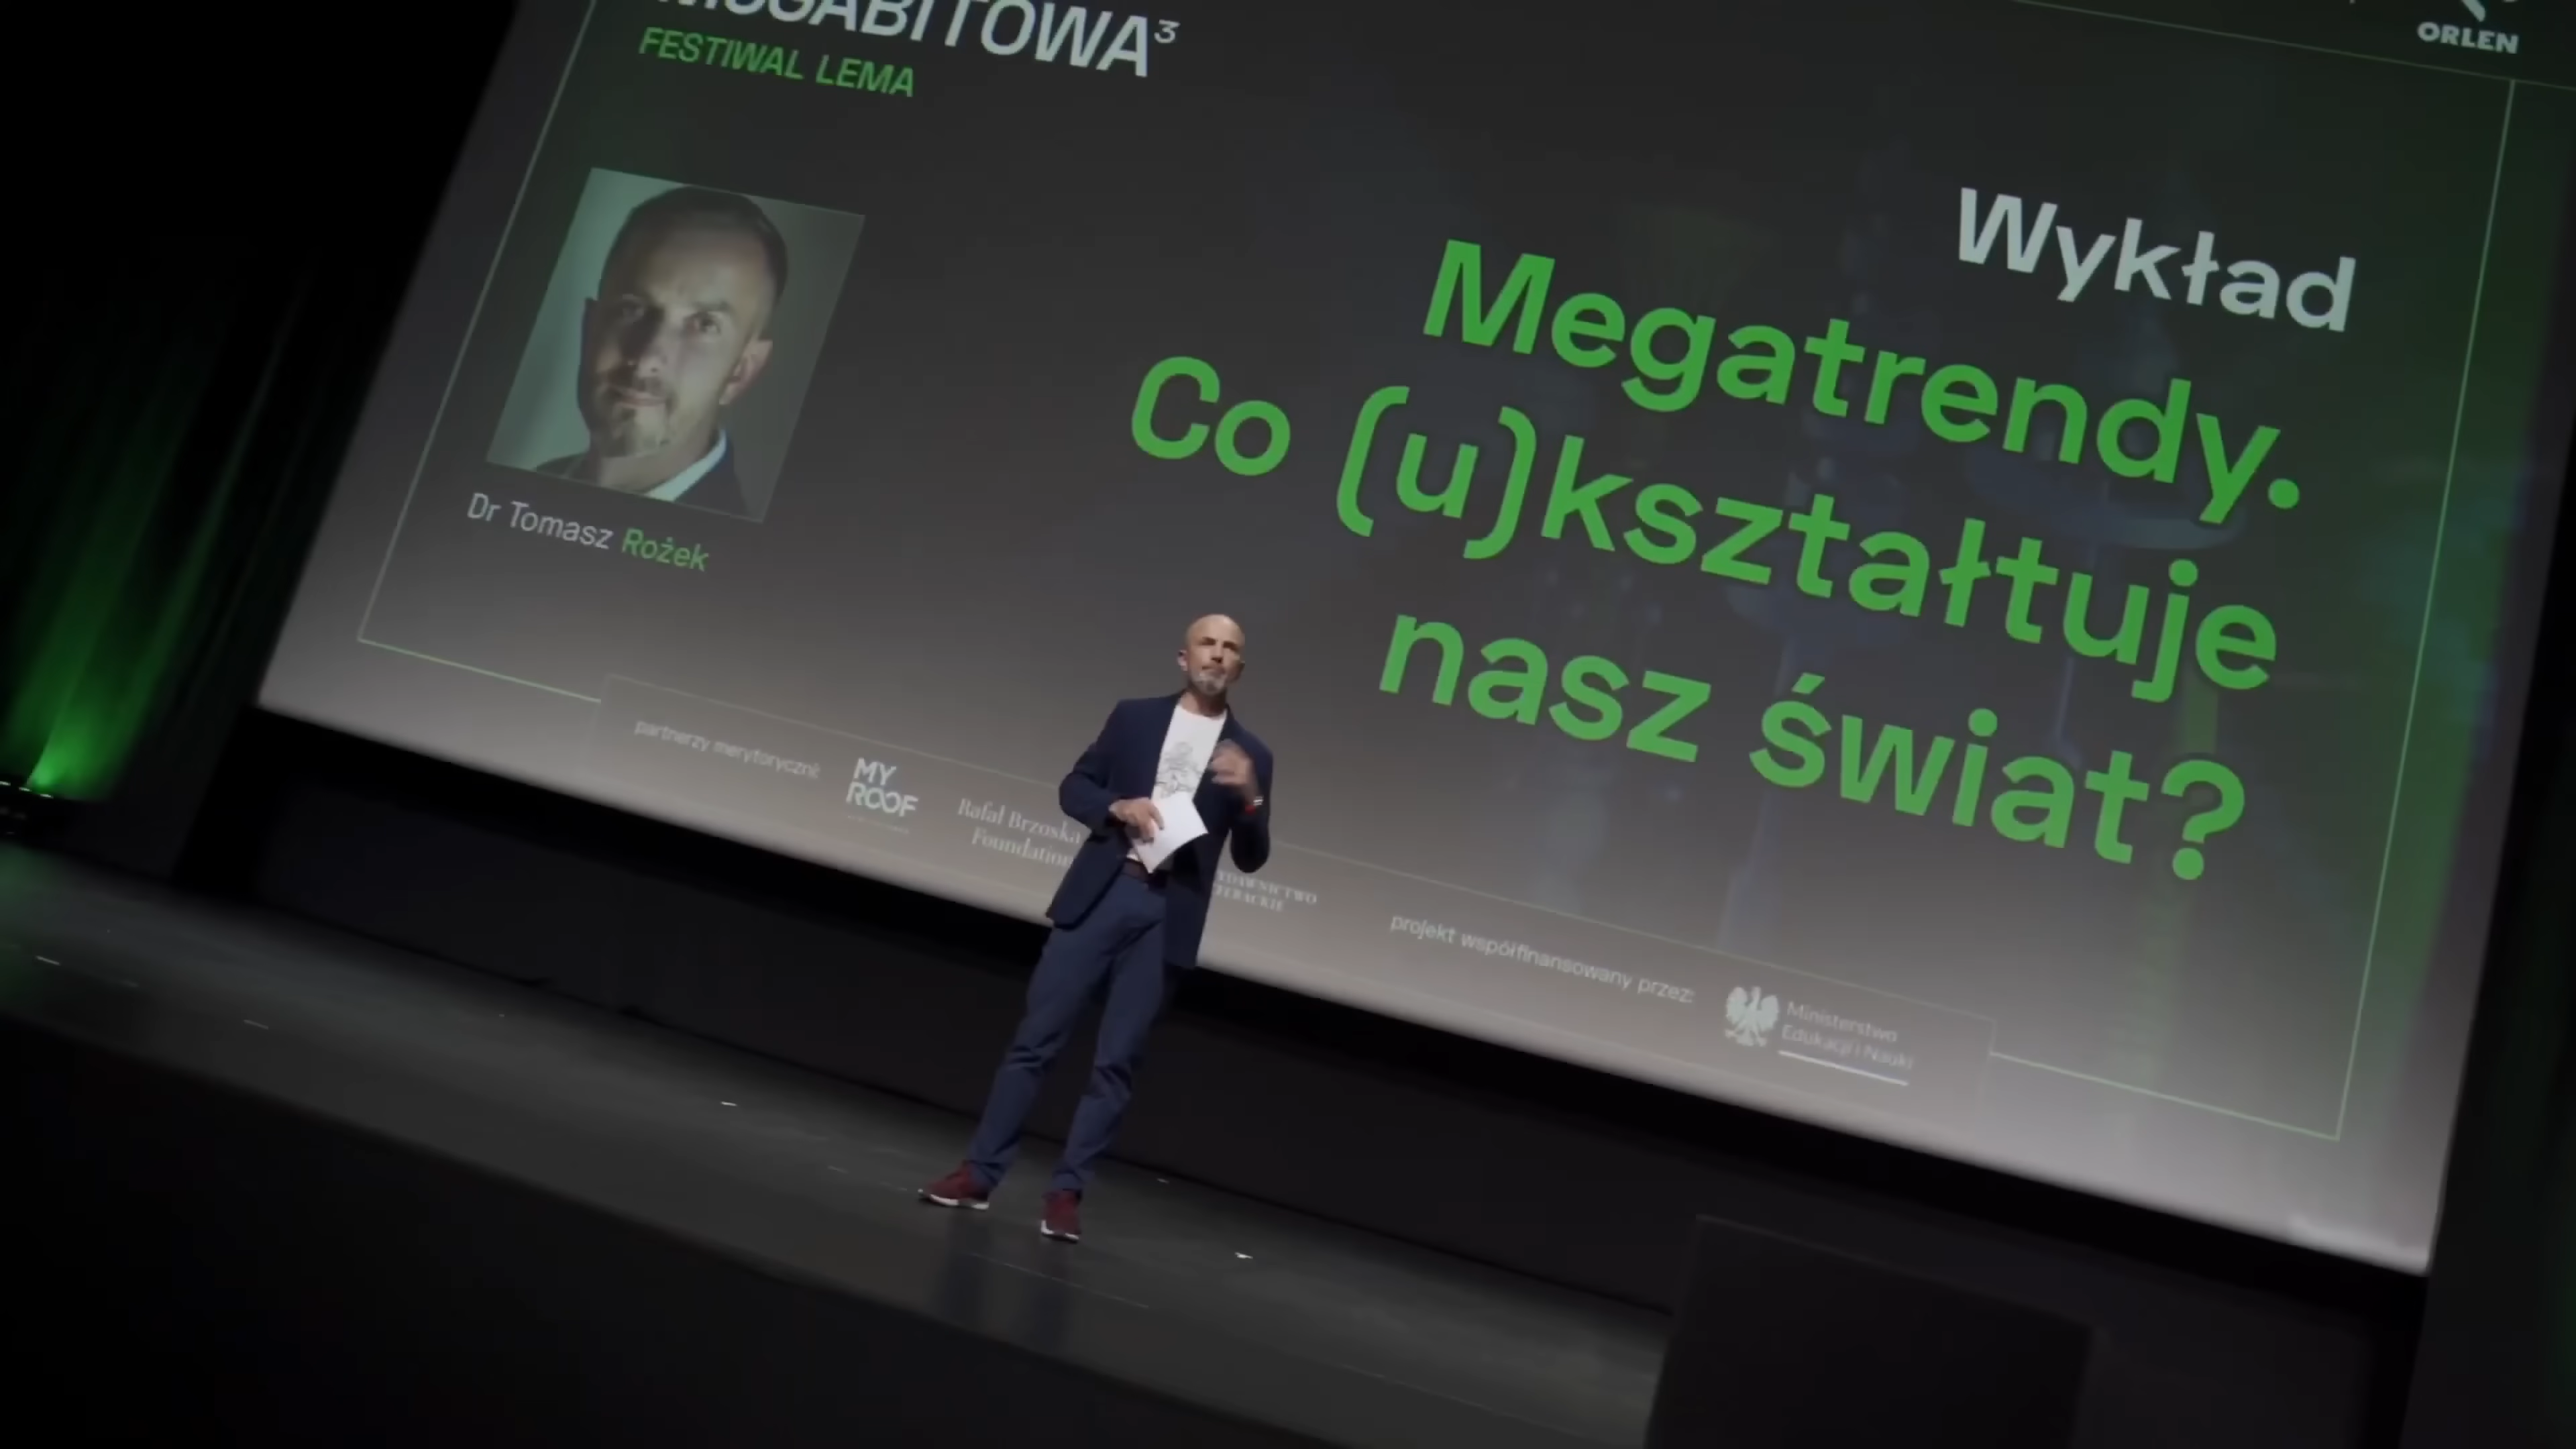 FESTIWAL LEMA
ORLEN
Wykład
Megatrendy.
Co (u)kształtuje
nasz świat?
Dr Tomasz Rożek
partnerzy merytoryczni:
MY
ROOF
Rafał Brzoska
Foundation
projekt współfinansowany przez:
Ministerstwo
Edukacji i Nauki